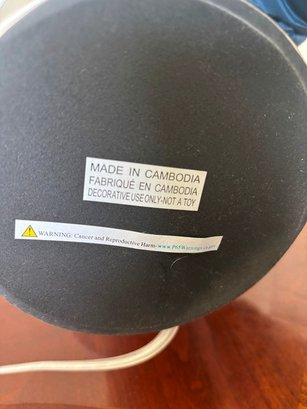 MADE IN CAMBODIA
FABRIQUÉ EN CAMBODIA
DECORATIVE USE ONLY-NOT A TOY
WARNING: Cancer and Reproductive Harm-www.P65Warnings.ca.gov